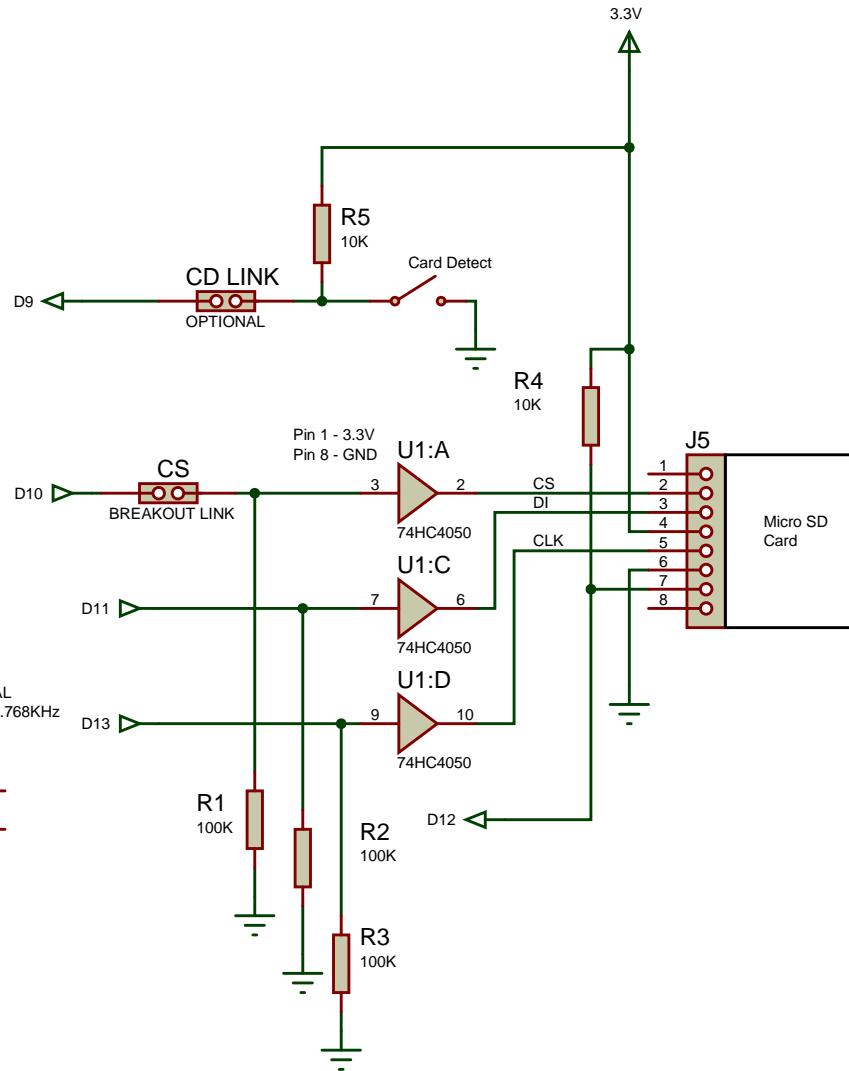 3.3V
R5
10K
Card Detect
CD LINK
D9
OPTIONAL
R4
10K
Pin 1 - 3.3V
Pin 8 - GND
U1:A
J5
CS
D10
3
2
CS
BREAKOUT LINK
DI
74HC4050
CLK
1
2
3
4
5
6
7
8
Micro SD
Card
U1:C
D11
7
6
74HC4050
U1:D
AL
.768KHz
D13
9
10
74HC4050
R1
100K
D12
R2
100K
R3
100K